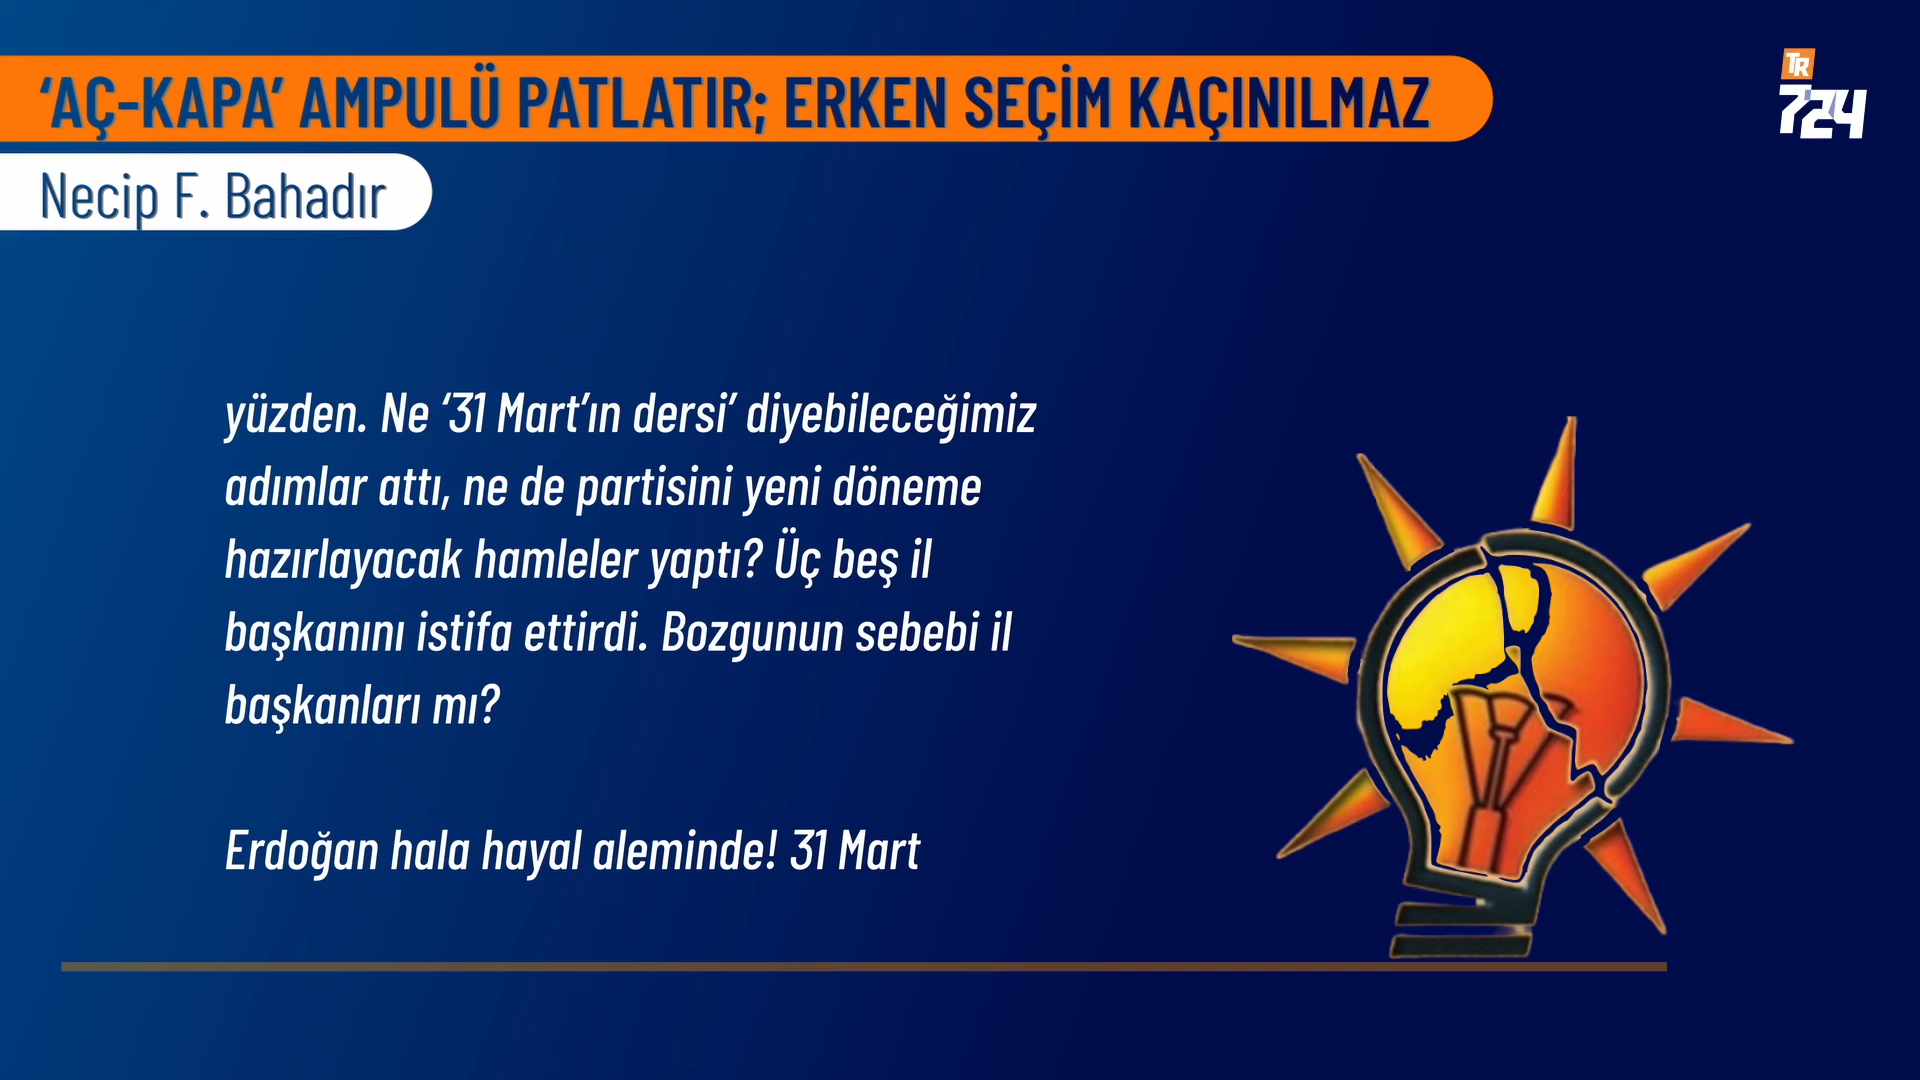 ‘AÇ-KAPA’ AMPULÜ PATLATIR; ERKEN SEÇİM KAÇINILMAZ
TR
724
Necip F. Bahadır
yüzden. Ne ‘31 Mart’ın dersi’ diyebileceğimiz
adımlar attı, ne de partisini yeni döneme
hazırlayacak hamleler yaptı? Üç beş il
başkanını istifa ettirdi. Bozgunun sebebi il
başkanları mı?
Erdoğan hala hayal aleminde! 31 Mart